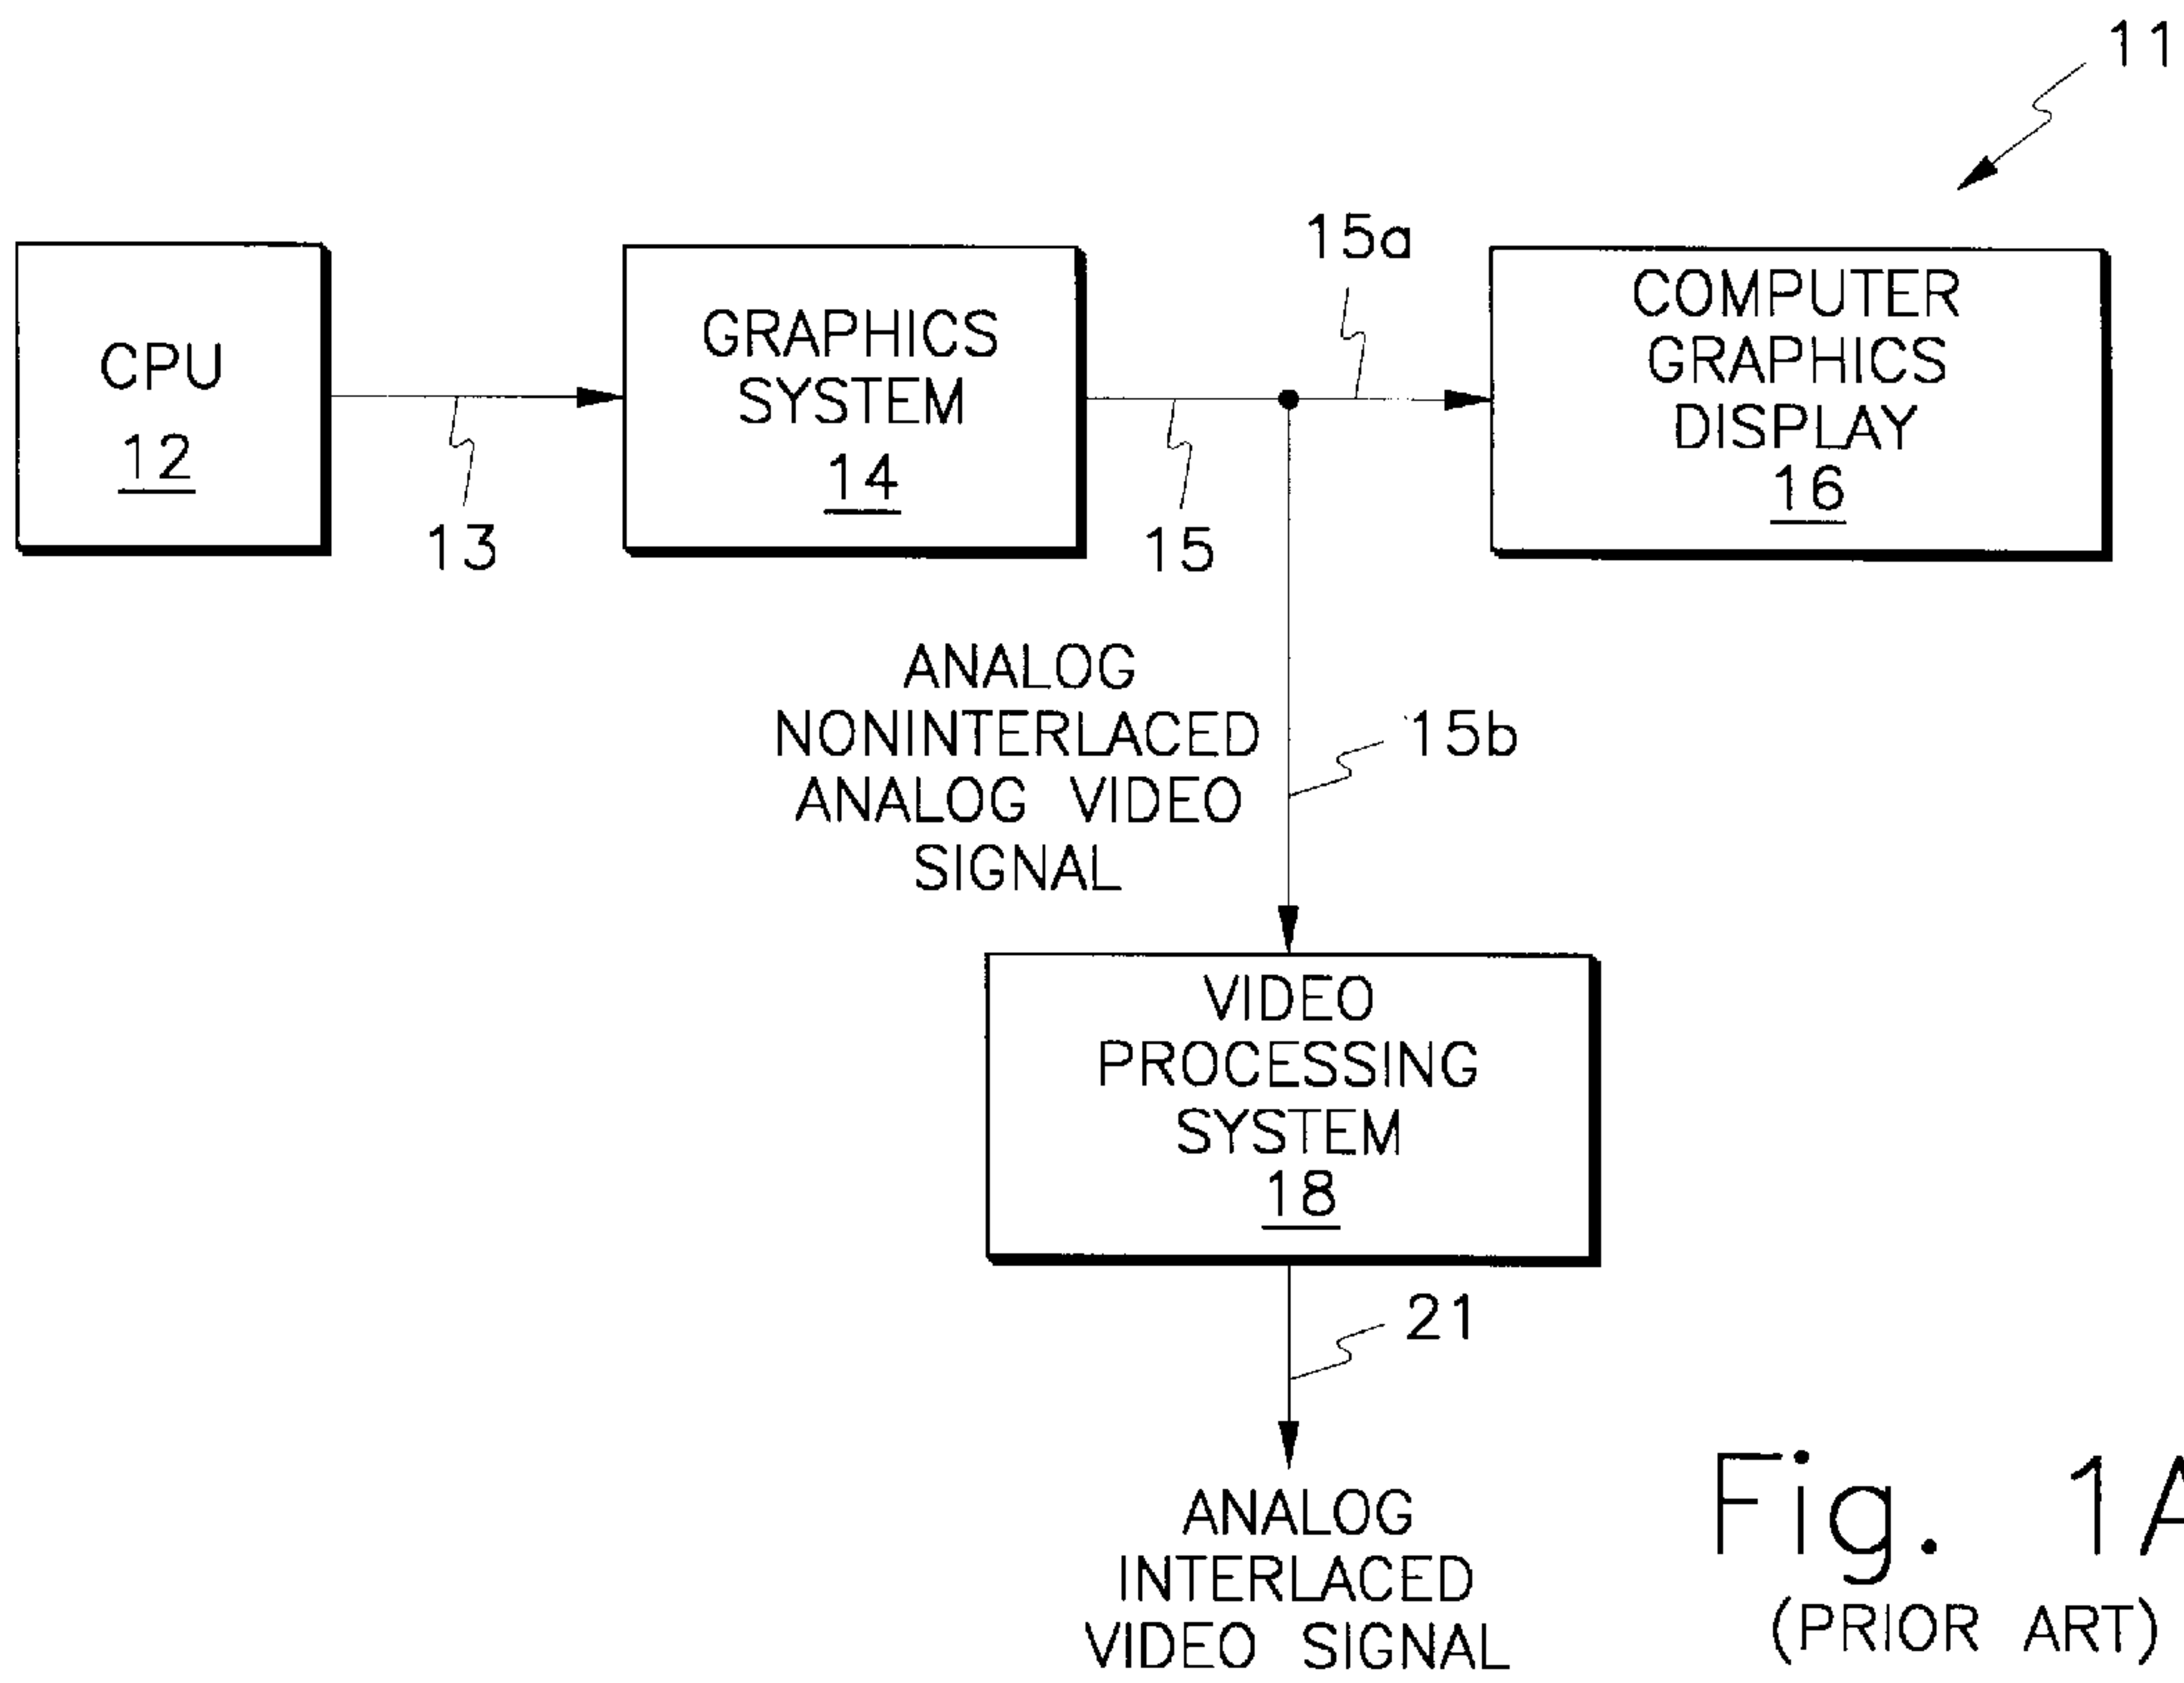 11
15a
CPU
12
13
GRAPHICS
SYSTEM
14
15
COMPUTER
GRAPHICS
DISPLAY
16
ANALOG
NONINTERLACED
ANALOG VIDEO
SIGNAL
15b
VIDEO
PROCESSING
SYSTEM
18
21
ANALOG
INTERLACED
VIDEO SIGNAL
Fig. 1A
(PRIOR ART)